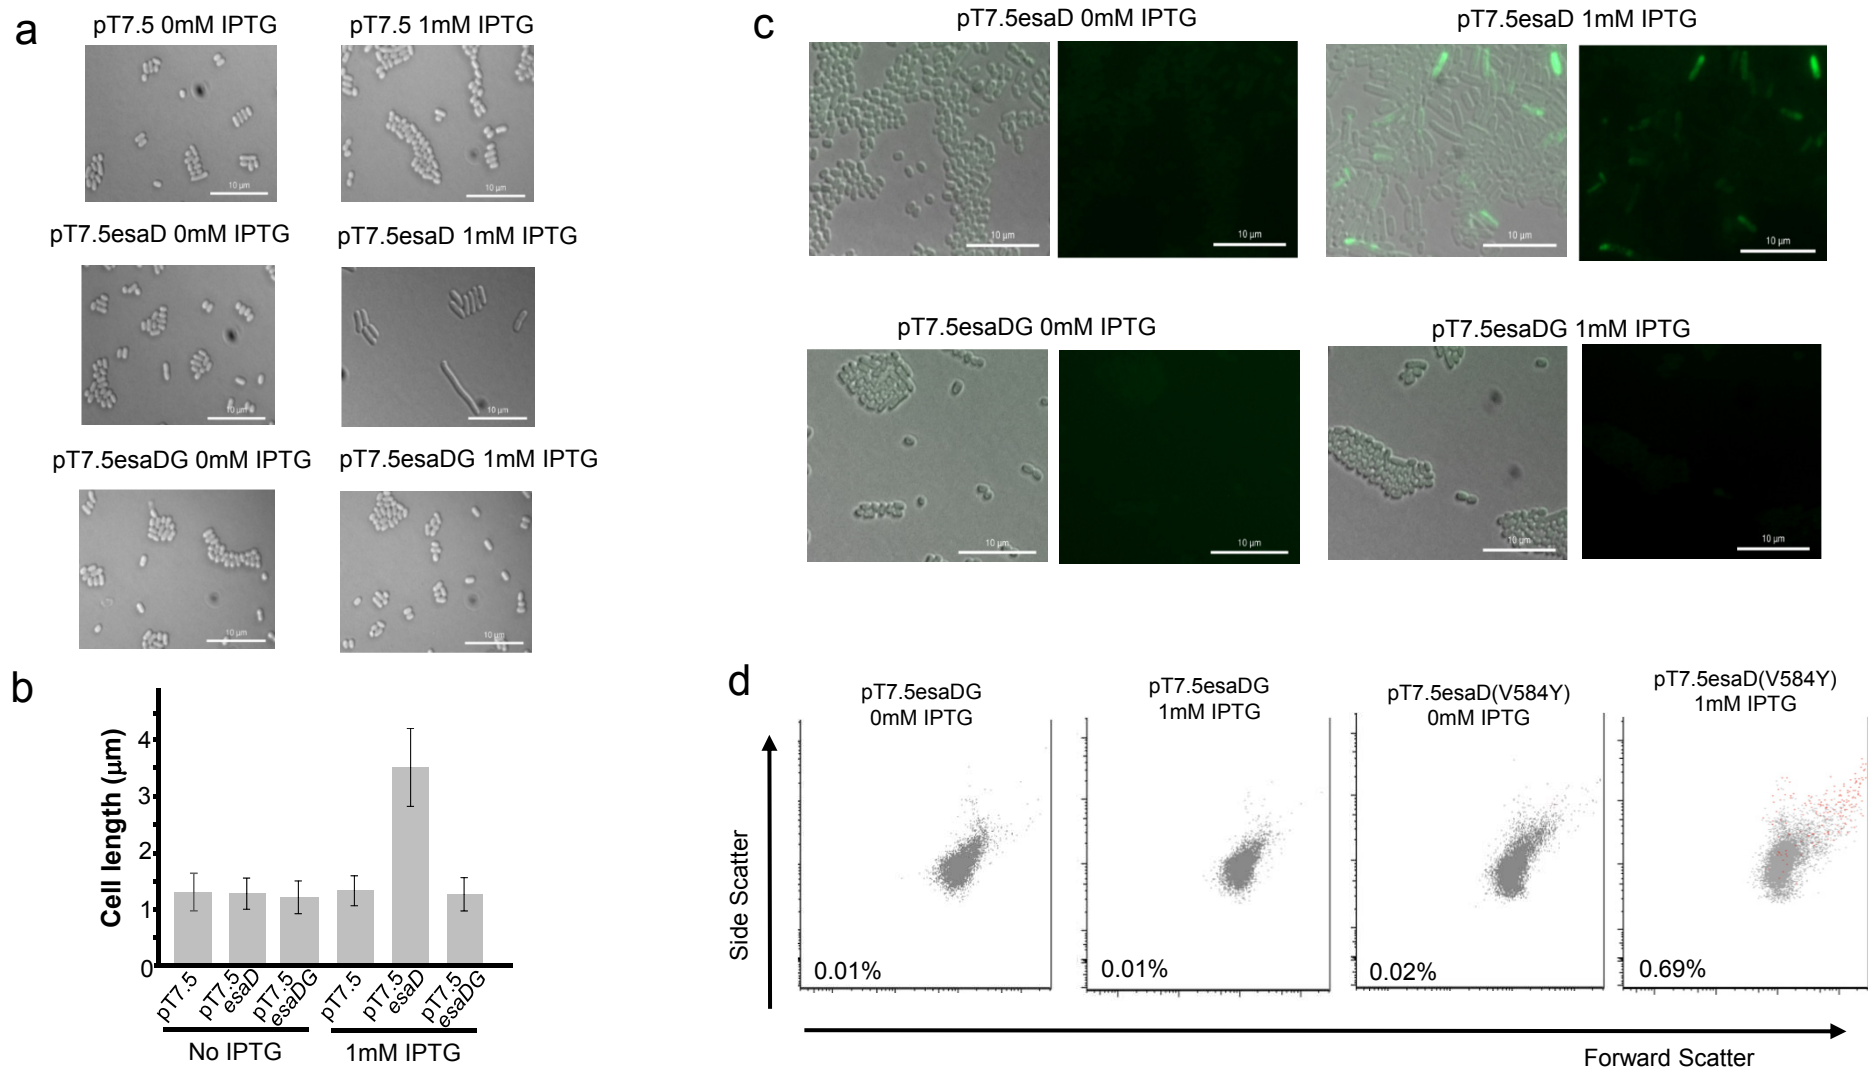 a
pT7.5 0mM IPTG
pT7.5 1mM IPTG
10 µm
10 µm
pT7.5esaD 0mM IPTG
pT7.5esaD 1mM IPTG
10 µm
10 µm
pT7.5esaDG 0mM IPTG
pT7.5esaDG 1mM IPTG
10 µm
10 µm
b
Cell length (µm)
4
3
2
1
0
pT7.5
pT7.5 esaD
pT7.5 esaDG
pT7.5
pT7.5 esaD
pT7.5 esaDG
No IPTG
1mM IPTG
c
pT7.5esaD 0mM IPTG
pT7.5esaD 1mM IPTG
10 µm
10 µm
10 µm
10 µm
pT7.5esaDG 0mM IPTG
pT7.5esaDG 1mM IPTG
10 µm
10 µm
10 µm
10 µm
d
pT7.5esaDG
0mM IPTG
pT7.5esaDG
1mM IPTG
pT7.5esaD(V584Y)
0mM IPTG
pT7.5esaD(V584Y)
1mM IPTG
Side Scatter
0.01%
0.01%
0.02%
0.69%
Forward Scatter